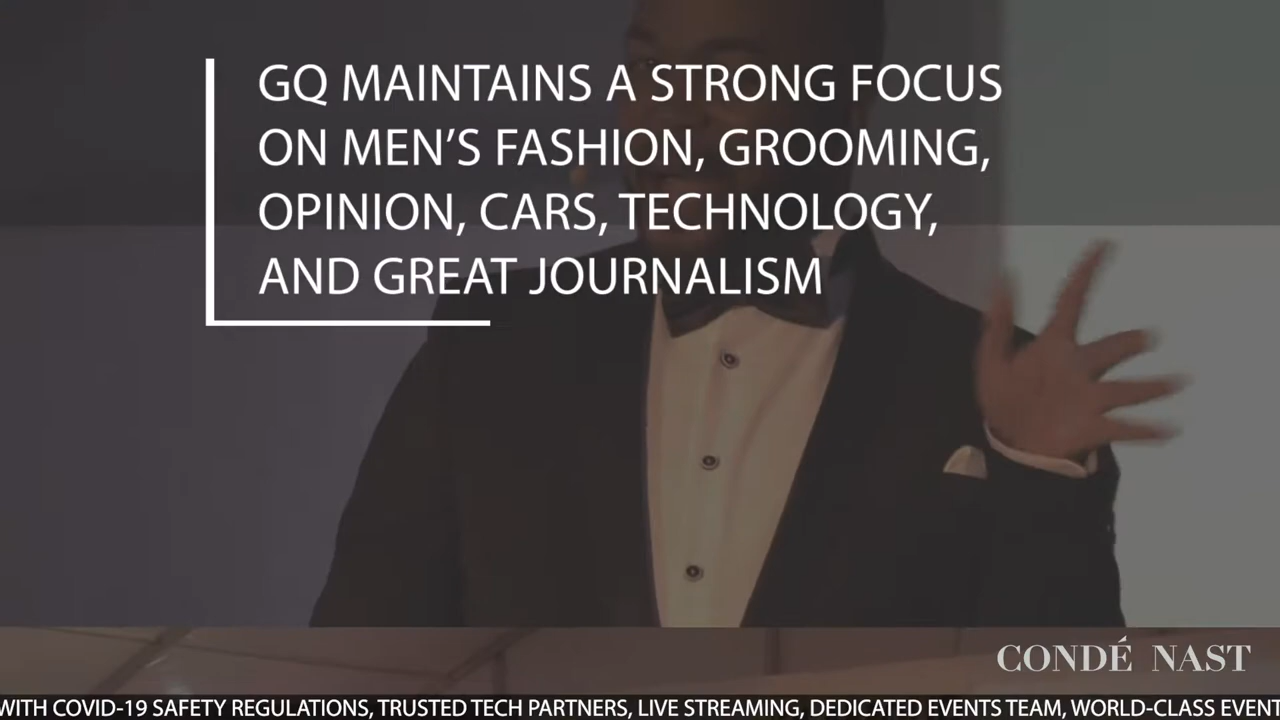 GQ MAINTAINS A STRONG FOCUS
ON MEN’S FASHION, GROOMING,
OPINION, CARS, TECHNOLOGY,
AND GREAT JOURNALISM
CONDÉ NAST
WITH COVID-19 SAFETY REGULATIONS, TRUSTED TECH PARTNERS, LIVE STREAMING, DEDICATED EVENTS TEAM, WORLD-CLASS EVENT